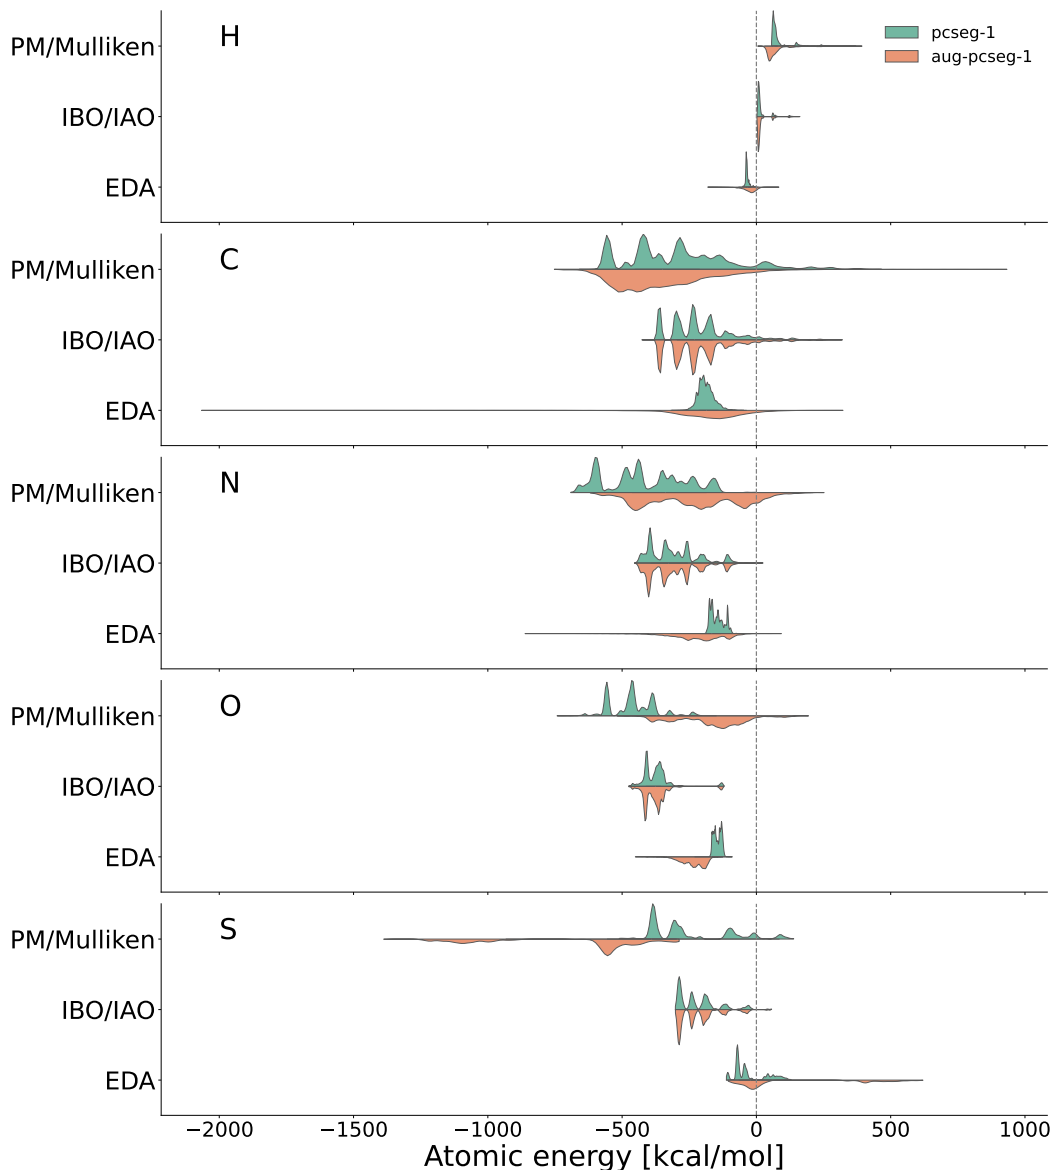 H
pcseg-1
aug-pcseg-1
PM/Mulliken
IBO/IAO
EDA
C
PM/Mulliken
IBO/IAO
EDA
N
PM/Mulliken
IBO/IAO
EDA
O
PM/Mulliken
IBO/IAO
EDA
S
PM/Mulliken
IBO/IAO
EDA
−2000 −1500 −1000 −500 0 500 1000
Atomic energy [kcal/mol]